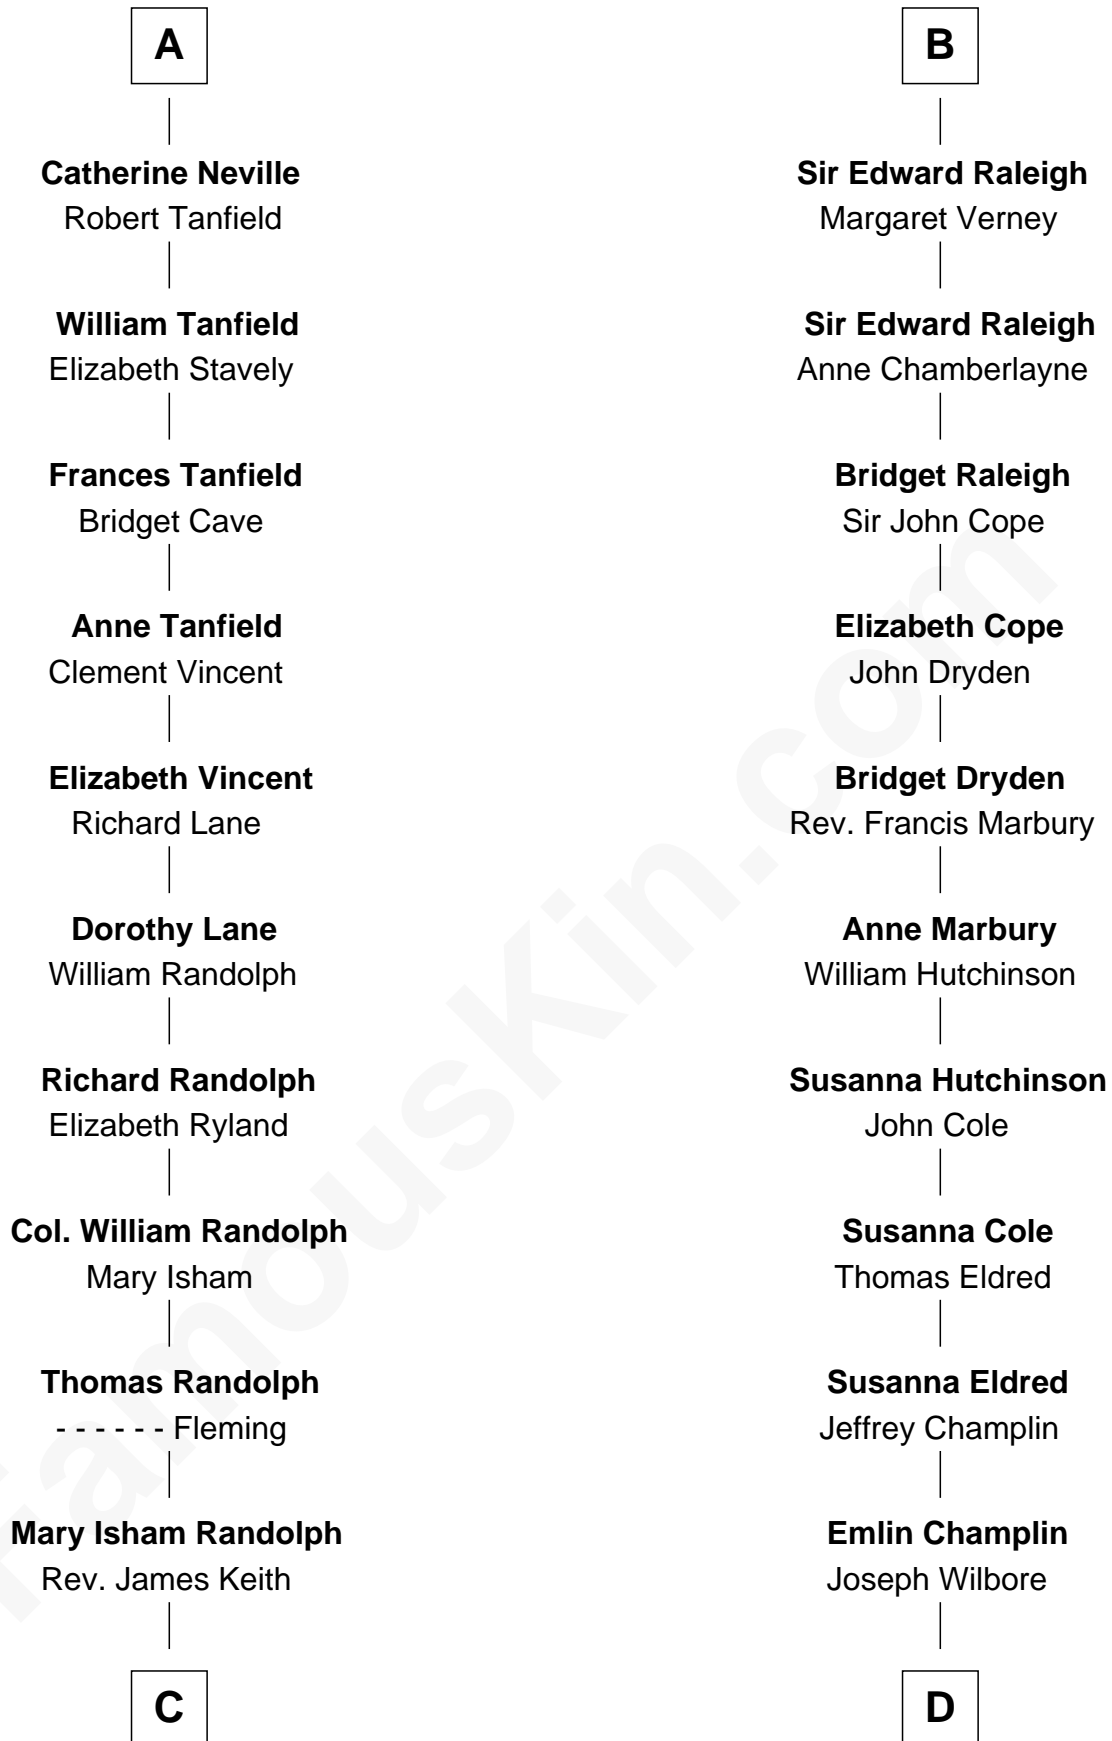 A
Catherine Neville
Robert Tanfield
William Tanfield
Elizabeth Stavely
Frances Tanfield
Bridget Cave
Anne Tanfield
Clement Vincent
Elizabeth Vincent
Richard Lane
Dorothy Lane
William Randolph
Richard Randolph
Elizabeth Ryland
Col. William Randolph
Mary Isham
Thomas Randolph
- - - - - - Fleming
Mary Isham Randolph
Rev. James Keith
C
B
Sir Edward Raleigh
Margaret Verney
Sir Edward Raleigh
Anne Chamberlayne
Bridget Raleigh
Sir John Cope
Elizabeth Cope
John Dryden
Bridget Dryden
Rev. Francis Marbury
Anne Marbury
William Hutchinson
Susanna Hutchinson
John Cole
Susanna Cole
Thomas Eldred
Susanna Eldred
Jeffrey Champlin
Emlin Champlin
Joseph Wilbore
D
FamousKin.com